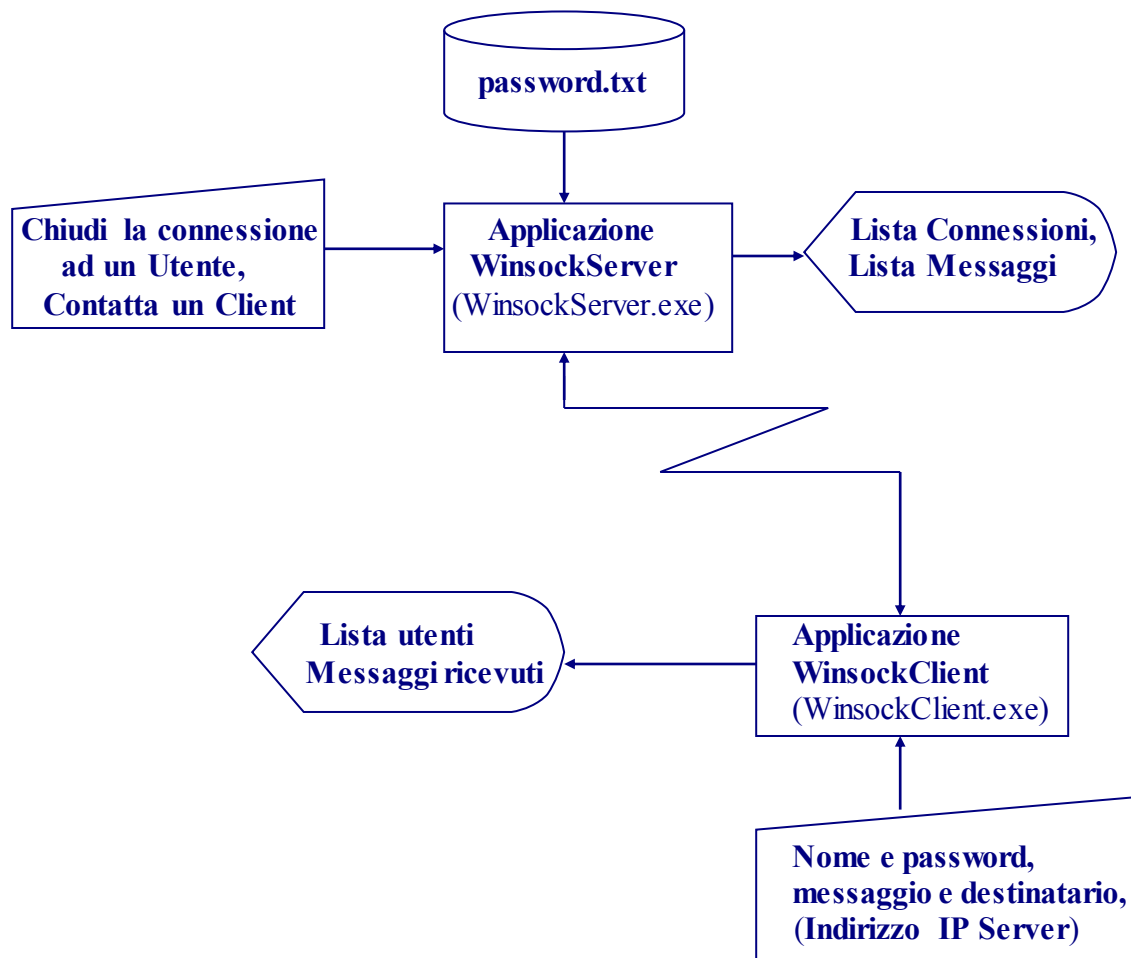 password.txt
Chiudi la connessione
ad un Utente,
Contatta un Client
Applicazione
WinsockServer
(WinsockServer.exe)
Lista Connessioni,
Lista Messaggi
Lista utenti
Messaggi ricevuti
Applicazione
WinsockClient
(WinsockClient.exe)
Nome e password,
messaggio e destinatario,
(Indirizzo IP Server)